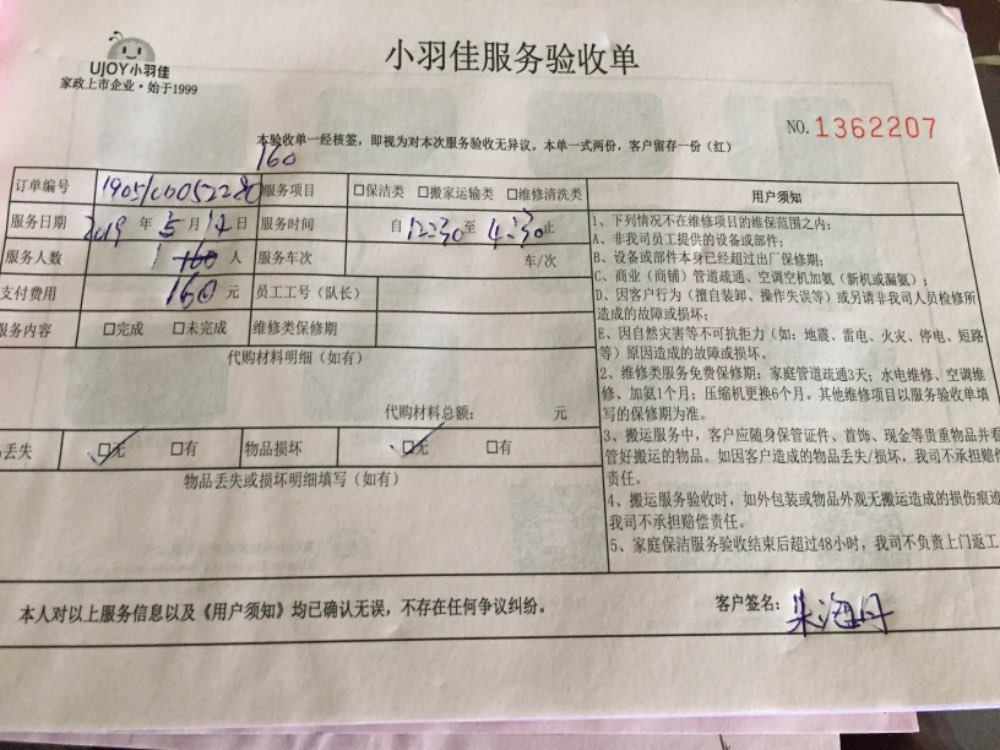 UJOY小羽佳
家政上市企业·始于1999
小羽佳服务验收单
NO.1362207
本验收单一经核签，即视为对本次服务验收无异议。本单一式两份，客户留存一份（红）
160
订单编号 服务项目 □保洁类 □搬家运输类 □维修清洗类
服务日期 2019 年 5 月 14 日 服务时间 自 12:30 至 4:30 止
服务人数 1 160 人 服务车次 车/次
支付费用 160 元 员工工号（队长）
服务内容 □完成 □未完成 维修类保修期
代购材料明细（如有）
代购材料总额： 元
丢失 □无 □有 物品损坏 □无 □有
物品丢失或损坏明细填写（如有）
用户须知
1、下列情况不在维修项目的维保范围之内；
A、非我司员工提供的设备或部件；
B、设备或部件本身已经超过出厂保修期；
C、商业（商铺）管道疏通、空调空机加氨（新机或漏氨）；
D、因客户行为（擅自装卸、操作失误等）或另请非我司人员检修所
造成的故障或损坏；
E、因自然灾害等不可抗拒力（如：地震、雷电、火灾、停电、短路
等）原因造成的故障或损坏。
2、维修类服务免费保修期：家庭管道疏通3天；水电维修、空调维
修、加氨1个月；压缩机更换6个月。其他维修项目以服务验收单填
写的保修期为准。
3、搬运服务中，客户应随身保管证件、首饰、现金等贵重物品并看
管好搬运的物品。如因客户造成的物品丢失/损坏，我司不承担赔偿
责任。
4、搬运服务验收时，如外包装或物品外观无搬运造成的损伤痕迹
我司不承担赔偿责任。
5、家庭保洁服务验收结束后超过48小时，我司不负责上门返工
本人对以上服务信息以及《用户须知》均已确认无误，不存在任何争议纠纷。
客户签名：朱海丹